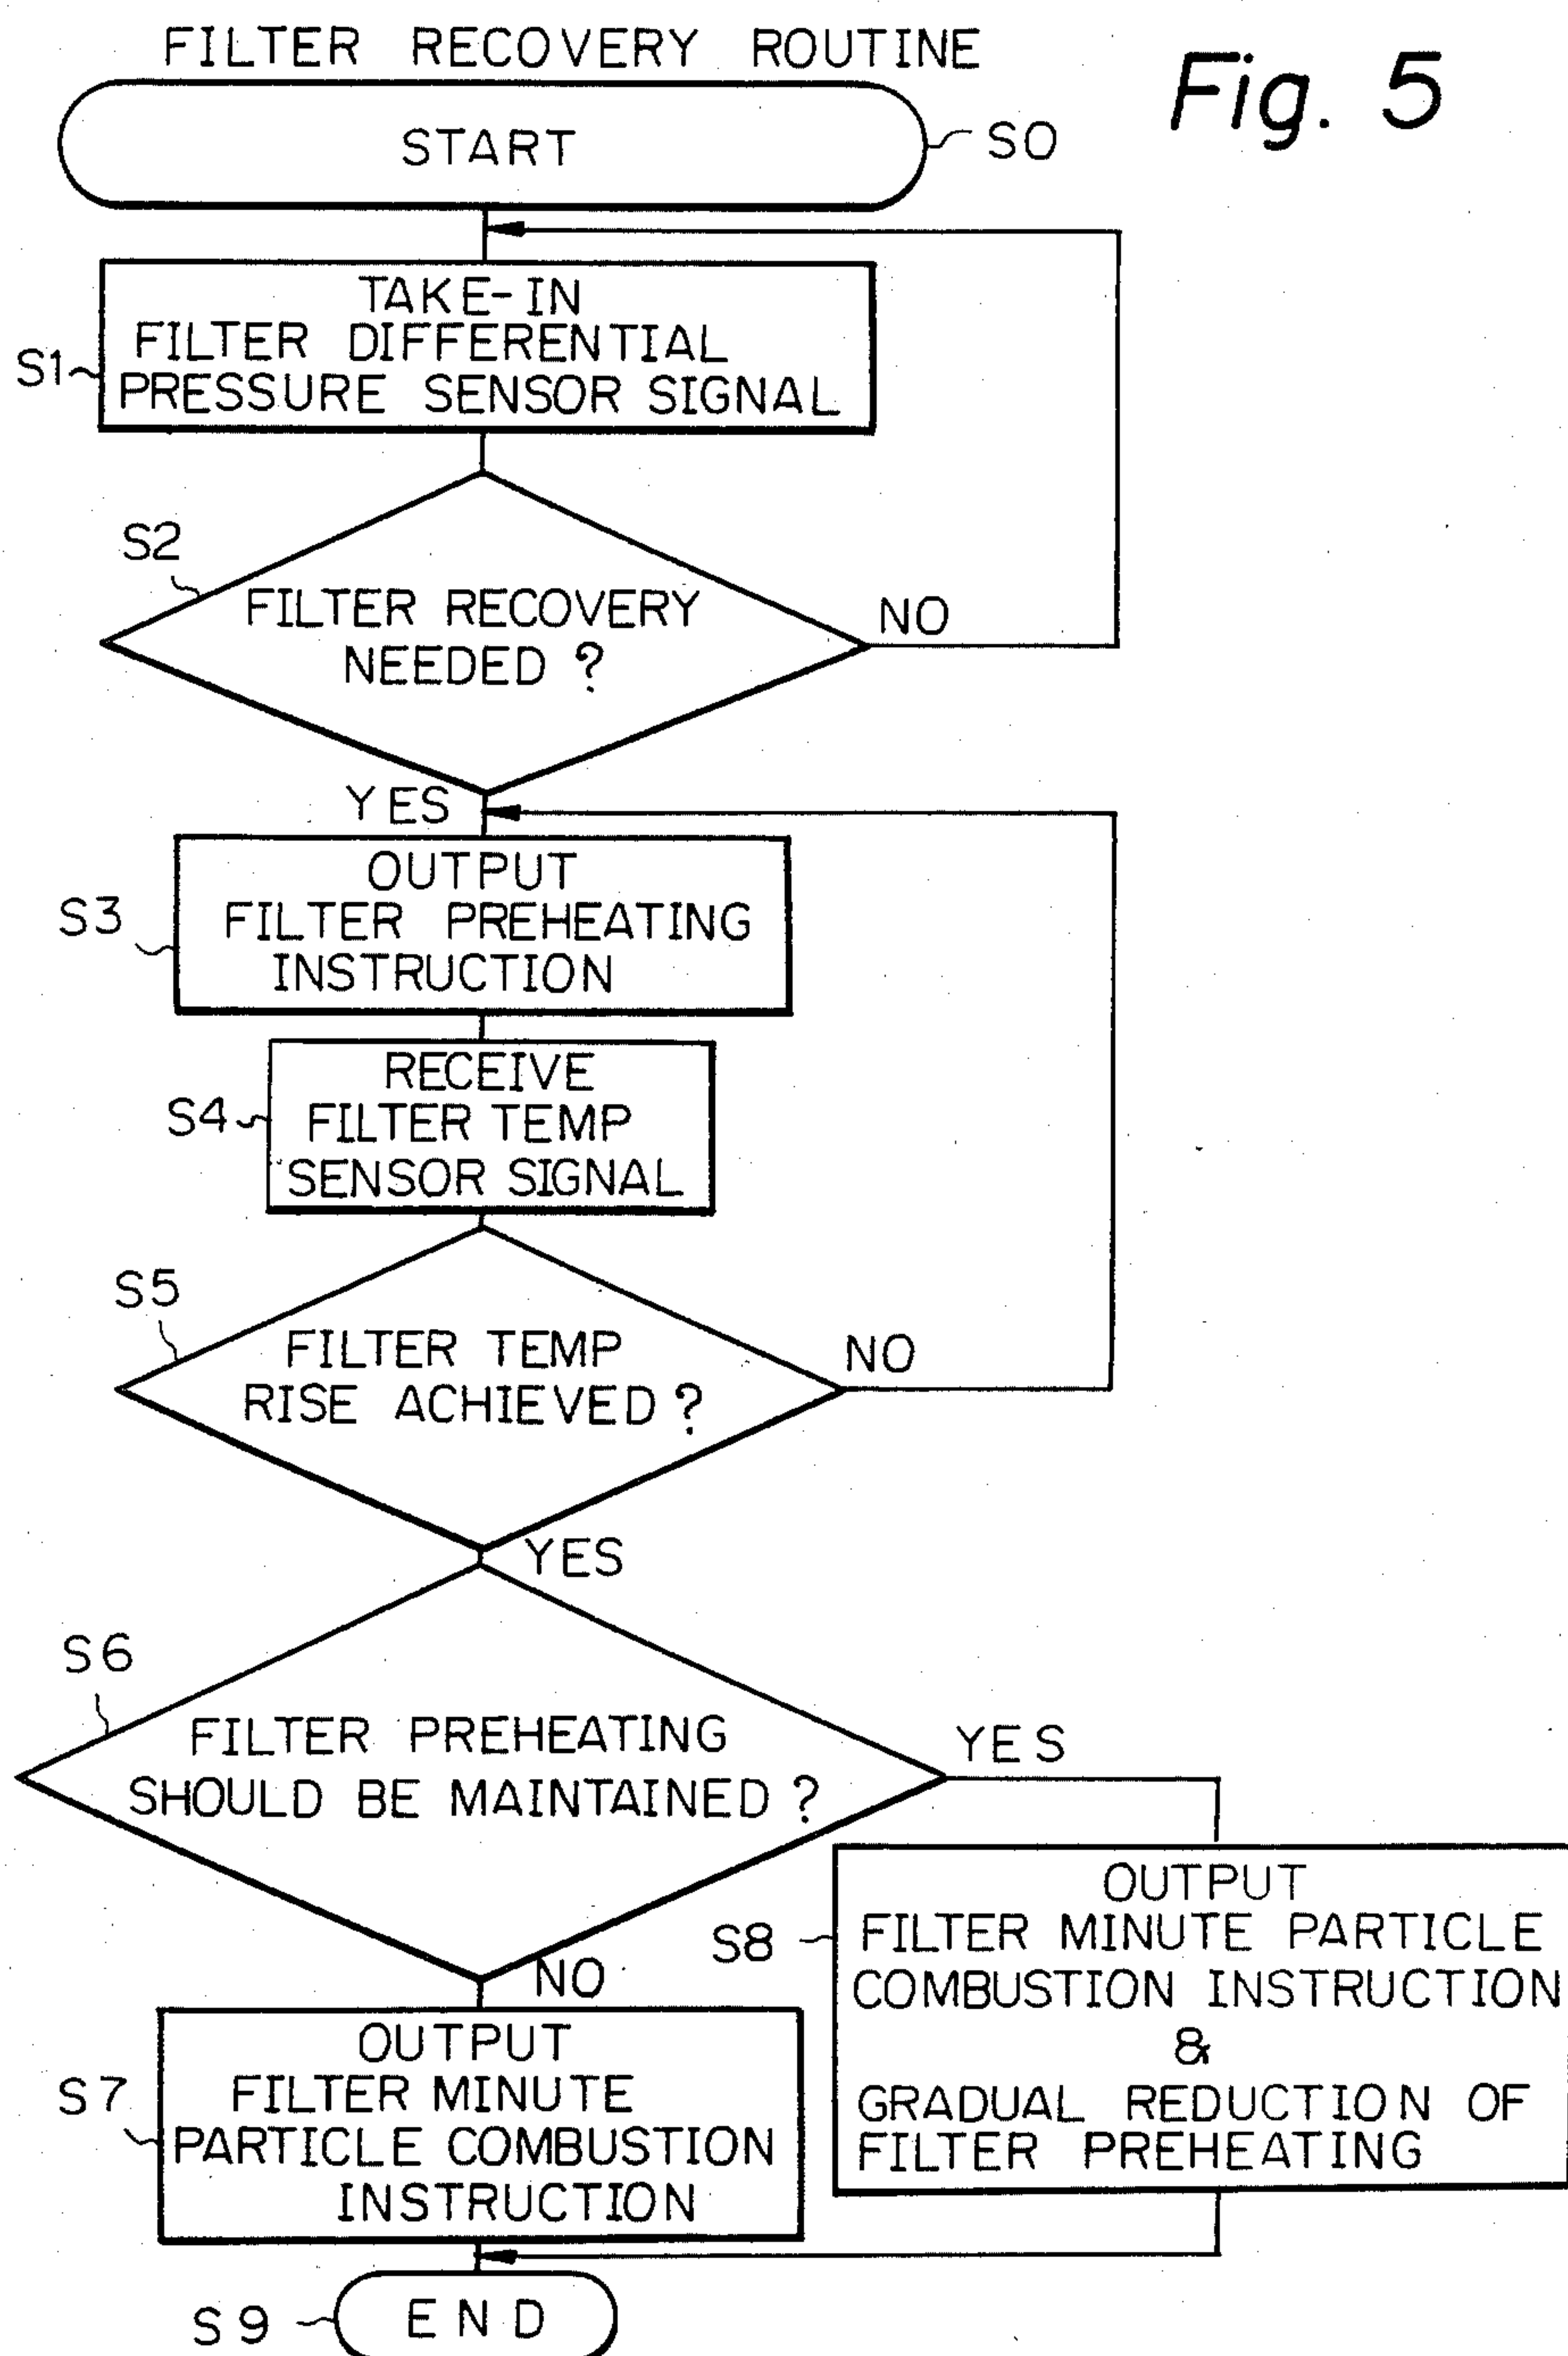 FILTER RECOVERY ROUTINE
Fig. 5
START
S0
TAKE-IN
FILTER DIFFERENTIAL
PRESSURE SENSOR SIGNAL
S1
S2
FILTER RECOVERY
NEEDED ?
NO
YES
OUTPUT
FILTER PREHEATING
INSTRUCTION
S3
RECEIVE
FILTER TEMP
SENSOR SIGNAL
S4
S5
FILTER TEMP
RISE ACHIEVED ?
NO
YES
S6
FILTER PREHEATING
SHOULD BE MAINTAINED ?
YES
NO
OUTPUT
FILTER MINUTE PARTICLE
COMBUSTION INSTRUCTION
&
GRADUAL REDUCTION OF
FILTER PREHEATING
S8
OUTPUT
FILTER MINUTE
PARTICLE COMBUSTION
INSTRUCTION
S7
S9
END